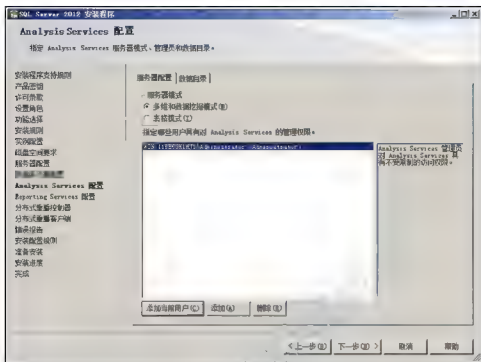 SQL Server 2012 安装程序
Analysis Services 配置
指定 Analysis Services 服务器模式、管理员和数据目录。
安装程序支持规则
产品密钥
许可条款
设置角色
功能选择
安装规则
实例配置
磁盘空间要求
服务器配置
Analysis Services 配置
Reporting Services 配置
分布式重播控制器
分布式重播客户端
错误报告
安装配置规则
准备安装
安装进度
完成
服务器配置
数据目录
服务器模式
多维和数据挖掘模式(M)
表格模式(T)
指定哪些用户具有对 Analysis Services 的管理权限。
Analysis Services 管理员对 Analysis Services 具有不受限制的访问权限。
添加当前用户(C)
添加(A)
删除(R)
<上一步(B)
下一步(N)>
取消
帮助